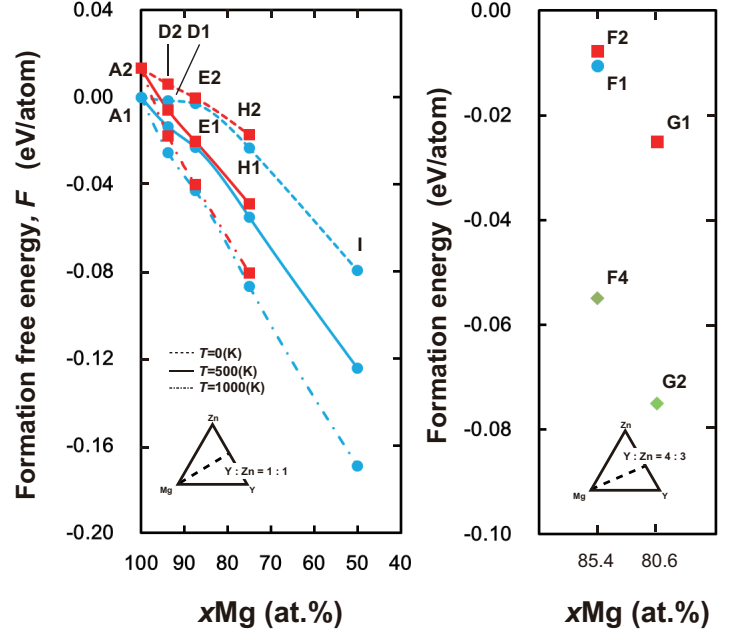 0.04
0.00
-0.04
-0.08
-0.12
-0.16
-0.20
Formation free energy, F (eV/atom)
D2 D1
A2
A1
E2
E1
H2
H1
I
T=0(K)
T=500(K)
T=1000(K)
Zn
Y : Zn = 1 : 1
Mg
Y
100 90 80 70 60 50 40
xMg (at.%)
-0.00
-0.02
-0.04
-0.06
-0.08
-0.10
Formation energy (eV/atom)
F2
F1
G1
F4
G2
Zn
Y : Zn = 4 : 3
Mg
Y
85.4 80.6
xMg (at.%)